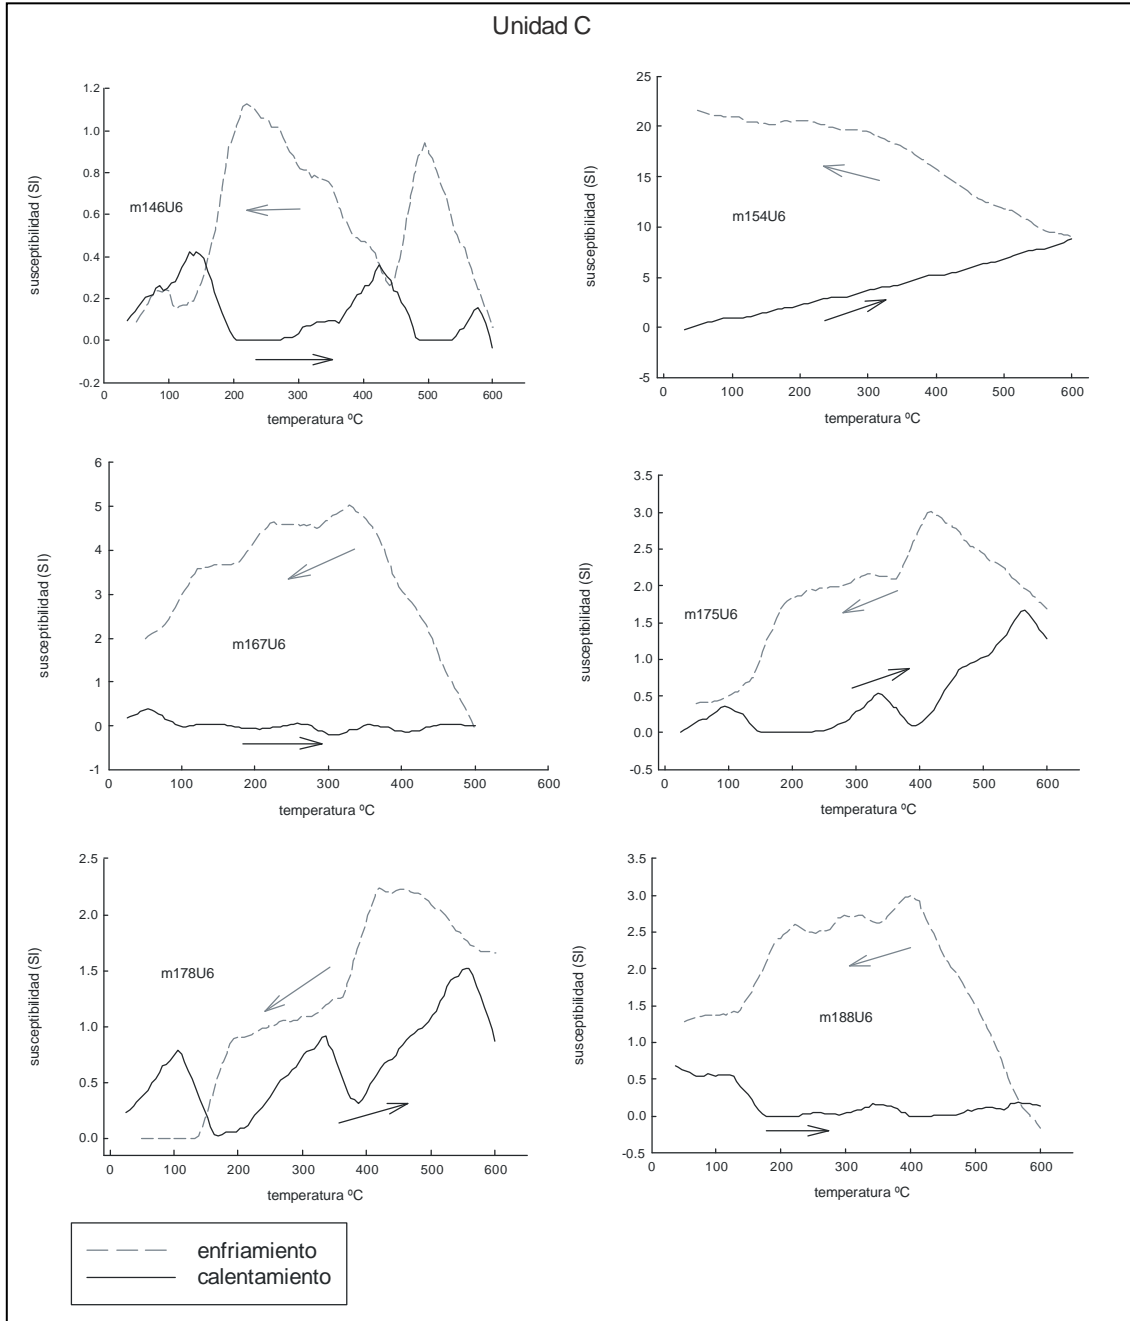 Unidad C
1.2
1.0
0.8
0.6
0.4
0.2
0.0
-0.2
susceptibilidad (SI)
m146U6
0 100 200 300 400 500 600
temperatura ºC
25
20
15
10
5
0
-5
susceptibilidad (SI)
m154U6
0 100 200 300 400 500 600
temperatura ºC
6
5
4
3
2
1
0
-1
susceptibilidad (SI)
m167U6
0 100 200 300 400 500 600
temperatura ºC
3.5
3.0
2.5
2.0
1.5
1.0
0.5
0.0
-0.5
susceptibilidad (SI)
m175U6
0 100 200 300 400 500 600
temperatura ºC
2.5
2.0
1.5
1.0
0.5
0.0
susceptibilidad (SI)
m178U6
0 100 200 300 400 500 600
temperatura ºC
3.5
3.0
2.5
2.0
1.5
1.0
0.5
0.0
-0.5
susceptibilidad (SI)
m188U6
0 100 200 300 400 500 600
temperatura ºC
enfriamiento
calentamiento